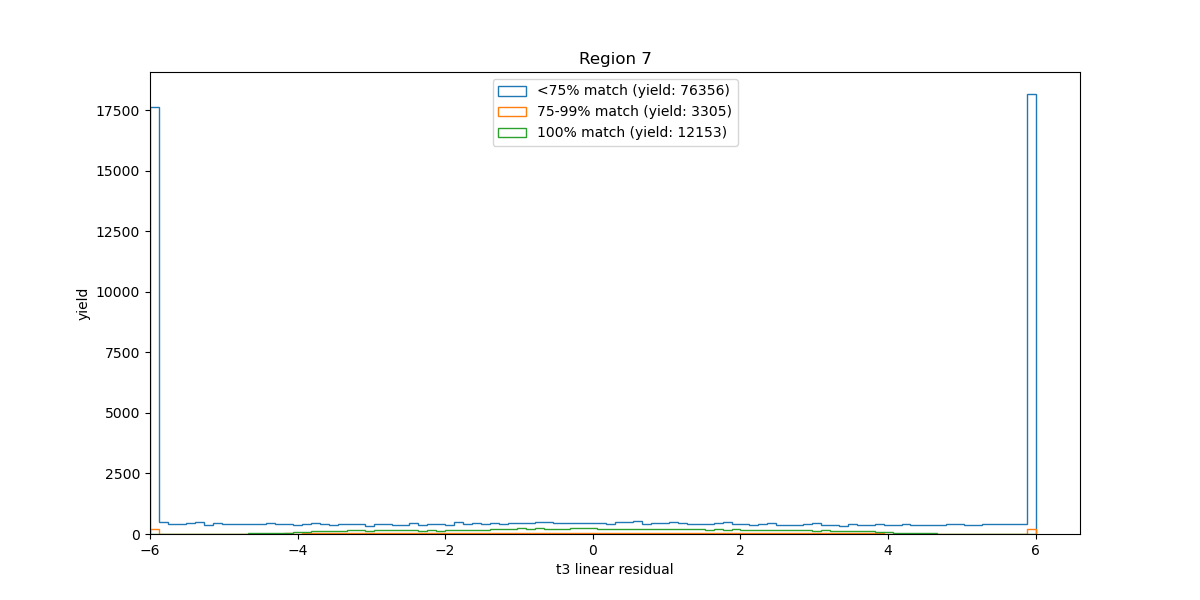 Region 7
<75% match (yield: 76356)
75-99% match (yield: 3305)
100% match (yield: 12153)
yield
17500
15000
12500
10000
7500
5000
2500
0
−6
−4
−2
0
2
4
6
t3 linear residual